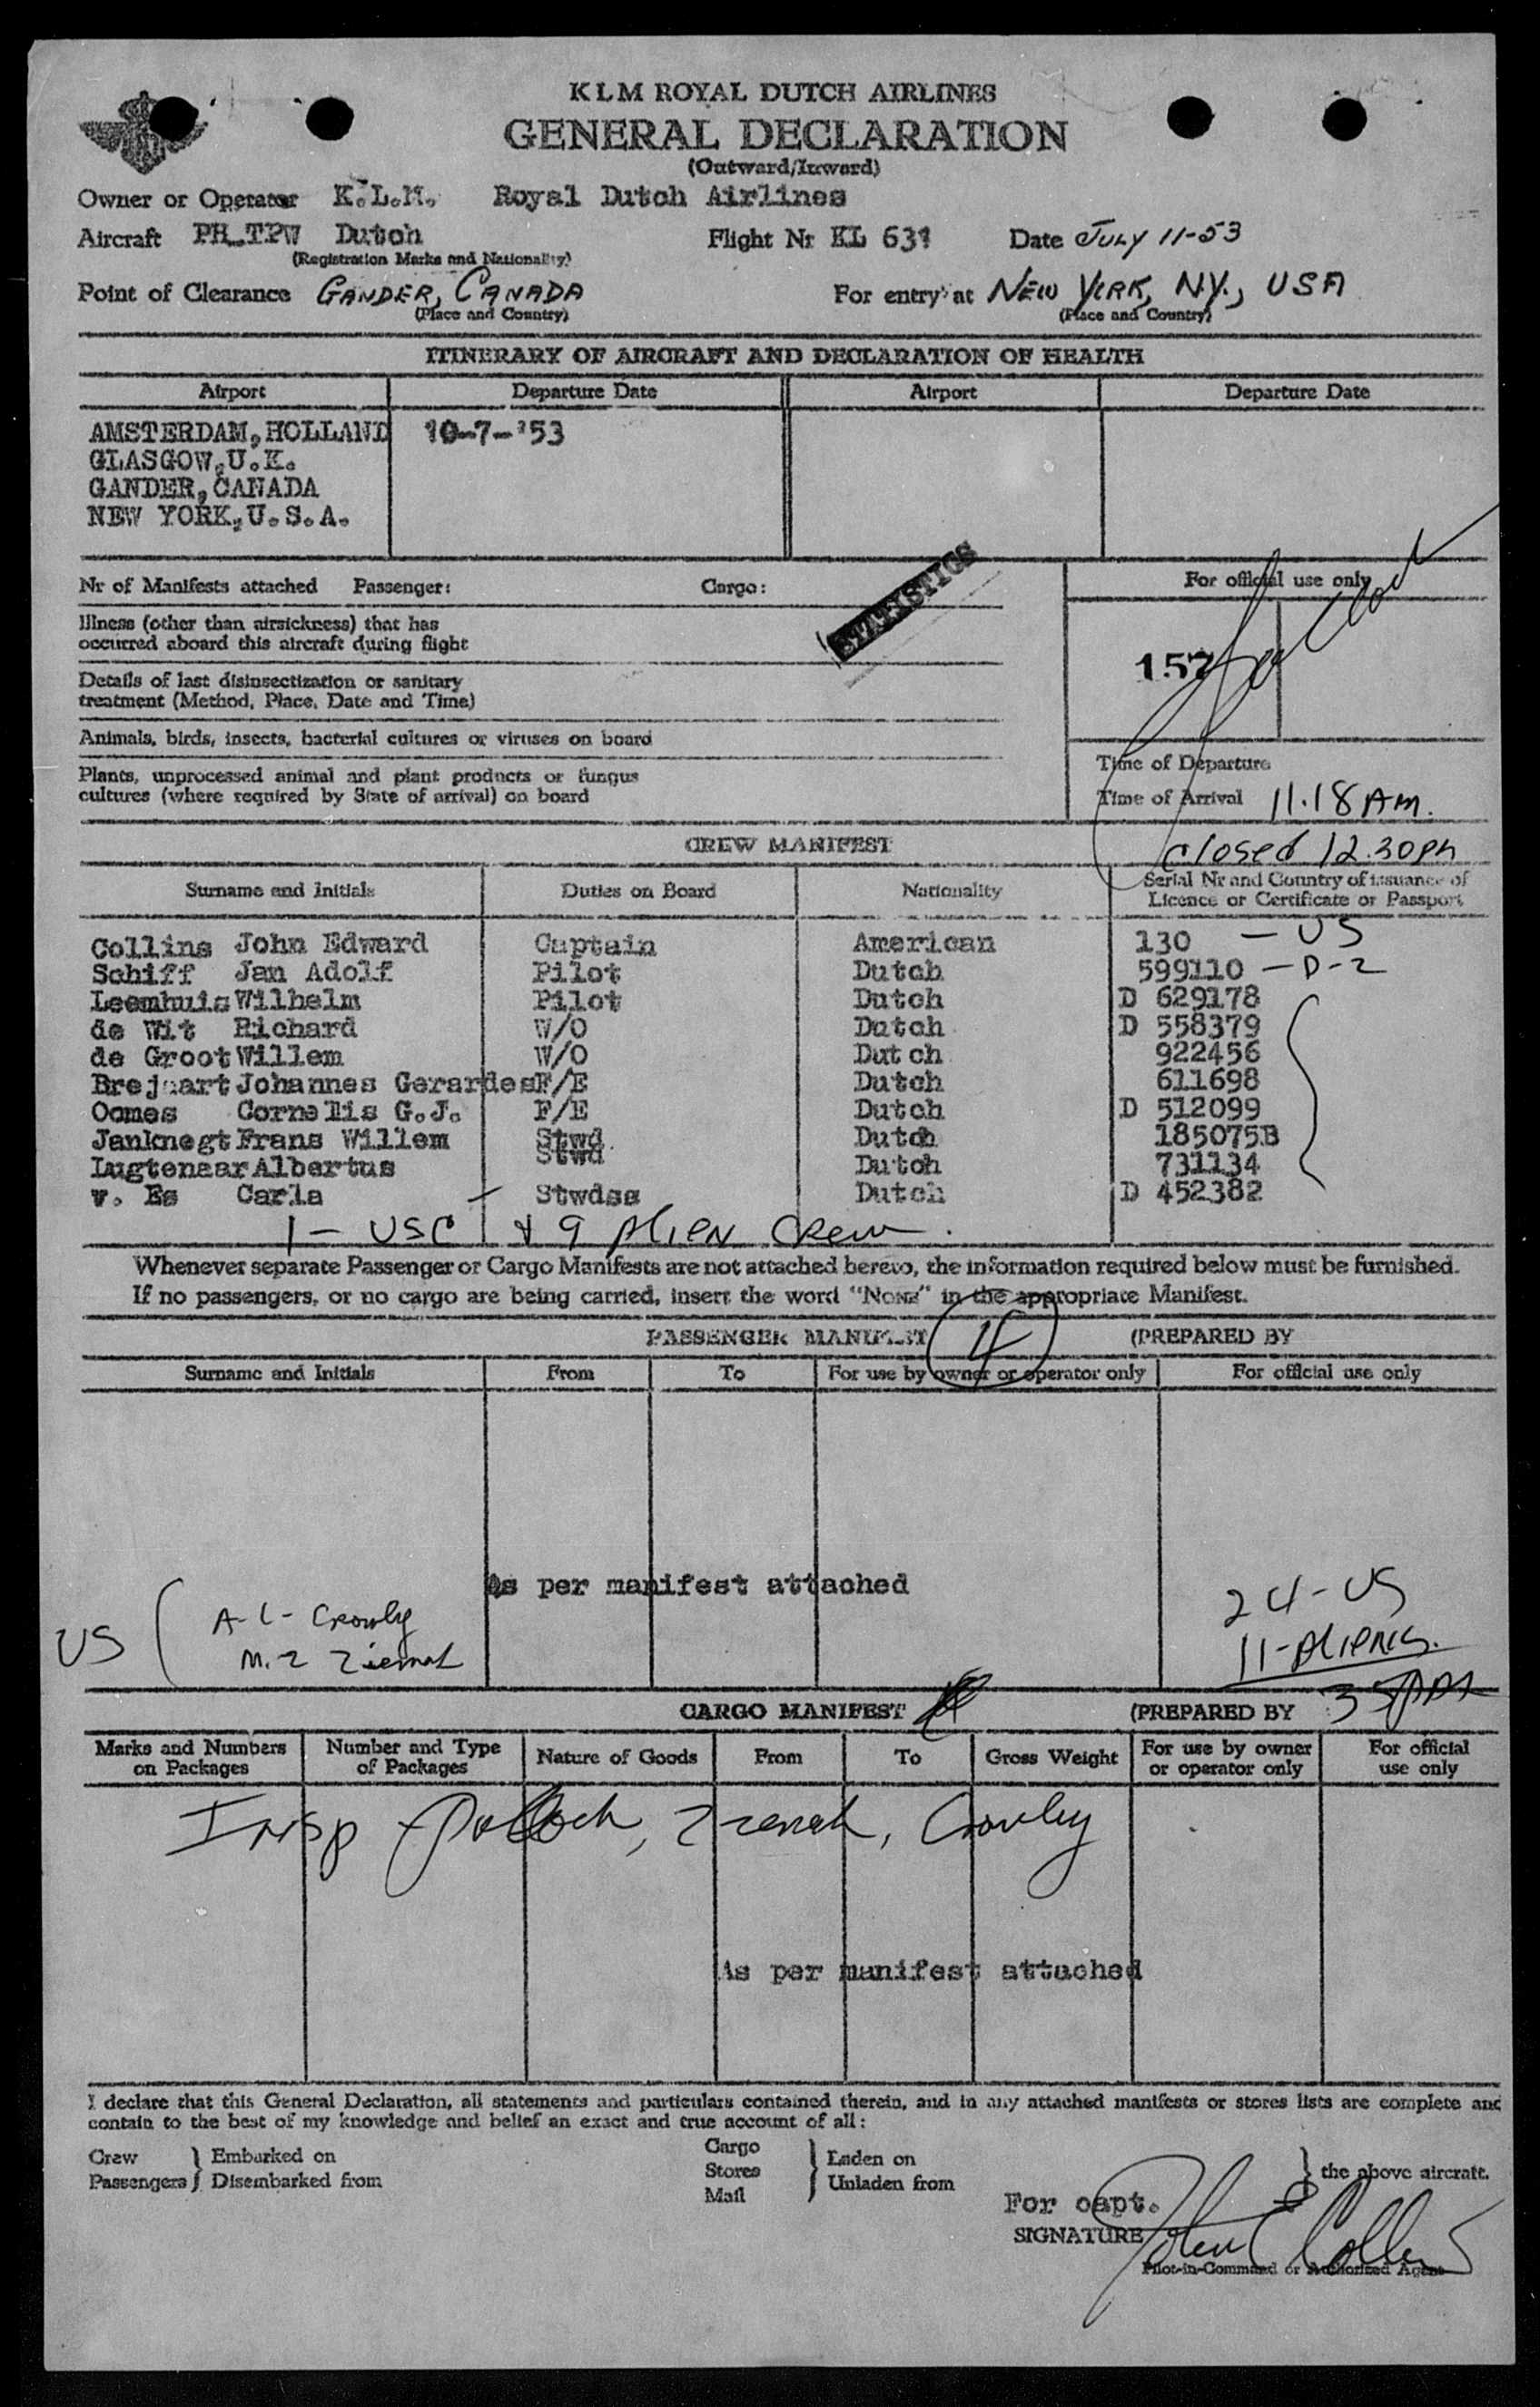 KLM ROYAL DUTCH AIRLINES
GENERAL DECLARATION
(Outward/Inward)
Owner or Operator K.L.M. Royal Dutch Airlines
Aircraft PH-TPW Dutch Flight Nr KL 631 Date JULY 11-53
(Registration Marks and Nationality)
Point of Clearance GANDER, CANADA For entry at NEW YORK, N.Y., USA
(Place and Country) (Place and Country)
ITINERARY OF AIRCRAFT AND DECLARATION OF HEALTH
Airport Departure Date Airport Departure Date
AMSTERDAM, HOLLAND 10-7-'53
GLASGOW, U.K.
GANDER, CANADA
NEW YORK, U.S.A.
STATISTICS
Nr of Manifests attached Passenger: Cargo: For official use only
Illness (other than airsickness) that has
occurred aboard this aircraft during flight
157
Details of last disinsectization or sanitary
treatment (Method, Place, Date and Time)
Animals, birds, insects, bacterial cultures or viruses on board
Time of Departure
Plants, unprocessed animal and plant products or fungus
cultures (where required by State of arrival) on board
Time of Arrival 11.18 AM.
CREW MANIFEST closed 12.30 PM
Surname and Initials Duties on Board Nationality Serial Nr and Country of issuance of
Licence or Certificate or Passport
Collins John Edward Captain American 130 - US
Schiff Jan Adolf Pilot Dutch 599110 - D-2
Leemhuis Wilhelm Pilot Dutch D 629178
de Wit Richard W/O Dutch D 558379
de Groot Willem W/O Dutch 922456
Brejaart Johannes Gerardes F/E Dutch 611698
Oomes Cornelis G.J. F/E Dutch D 512099
Janknegt Frans Willem Stwd. Dutch 185075B
Lugtenaar Albertus Stwd Dutch 731134
v. Es Carla Stwdss Dutch D 452382
1 - USC & 9 Alien Crew.
Whenever separate Passenger or Cargo Manifests are not attached hereto, the information required below must be furnished.
If no passengers, or no cargo are being carried, insert the word "NONE" in the appropriate Manifest.
PASSENGER MANIFEST (PREPARED BY
Surname and Initials From To For use by owner or operator only For official use only
As per manifest attached
US A-L- Crowly
24-US
11-Aliens.
CARGO MANIFEST (PREPARED BY 35
Marks and Numbers
on Packages Number and Type
of Packages Nature of Goods From To Gross Weight For use by owner
or operator only For official
use only
Insp Crowley
As per manifest attached
I declare that this General Declaration, all statements and particulars contained therein, and in any attached manifests or stores lists are complete and
contain to the best of my knowledge and belief an exact and true account of all:
Crew Embarked on Cargo Laden on
Passengers Disembarked from Stores Unladen from the above aircraft.
Mail
For capt.
SIGNATURE John E Collins
Pilot-in-Command or Authorized Agent